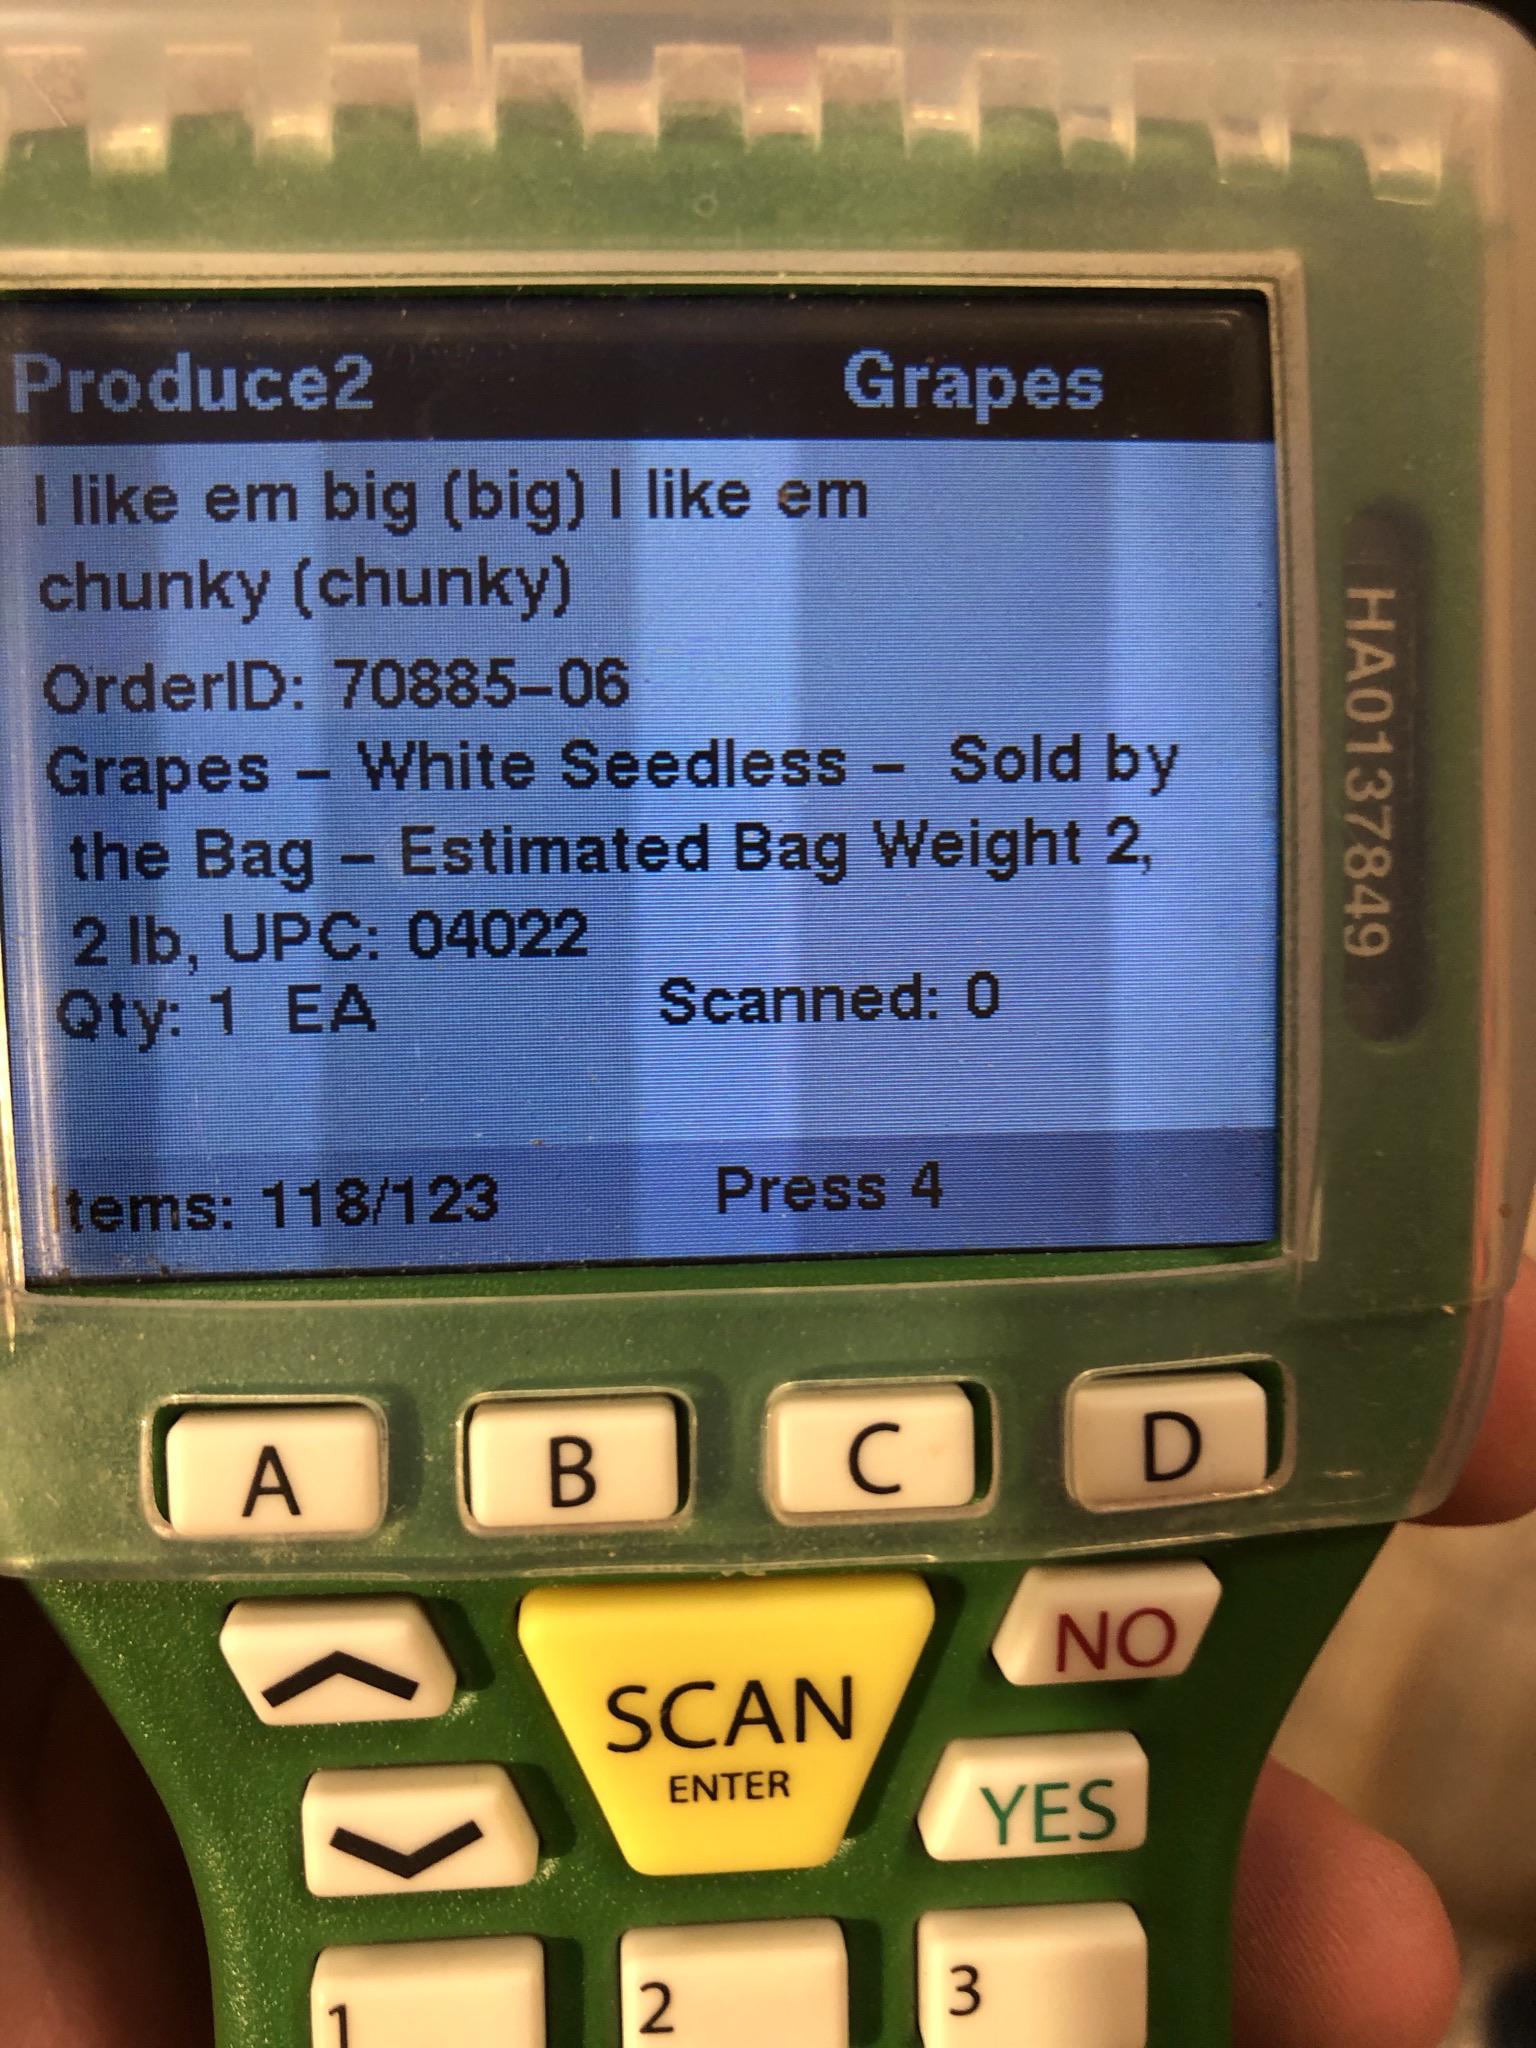 Produce2 Grapes
I like em big (big) I like em
chunky (chunky)
OrderID: 70885-06
Grapes - White Seedless - Sold by
the Bag - Estimated Bag Weight 2,
2 lb, UPC: 04022
Qty: 1 EA Scanned: 0
Items: 118/123 Press 4
HA0137849
A B C D
SCAN
ENTER
NO
YES
1 2 3